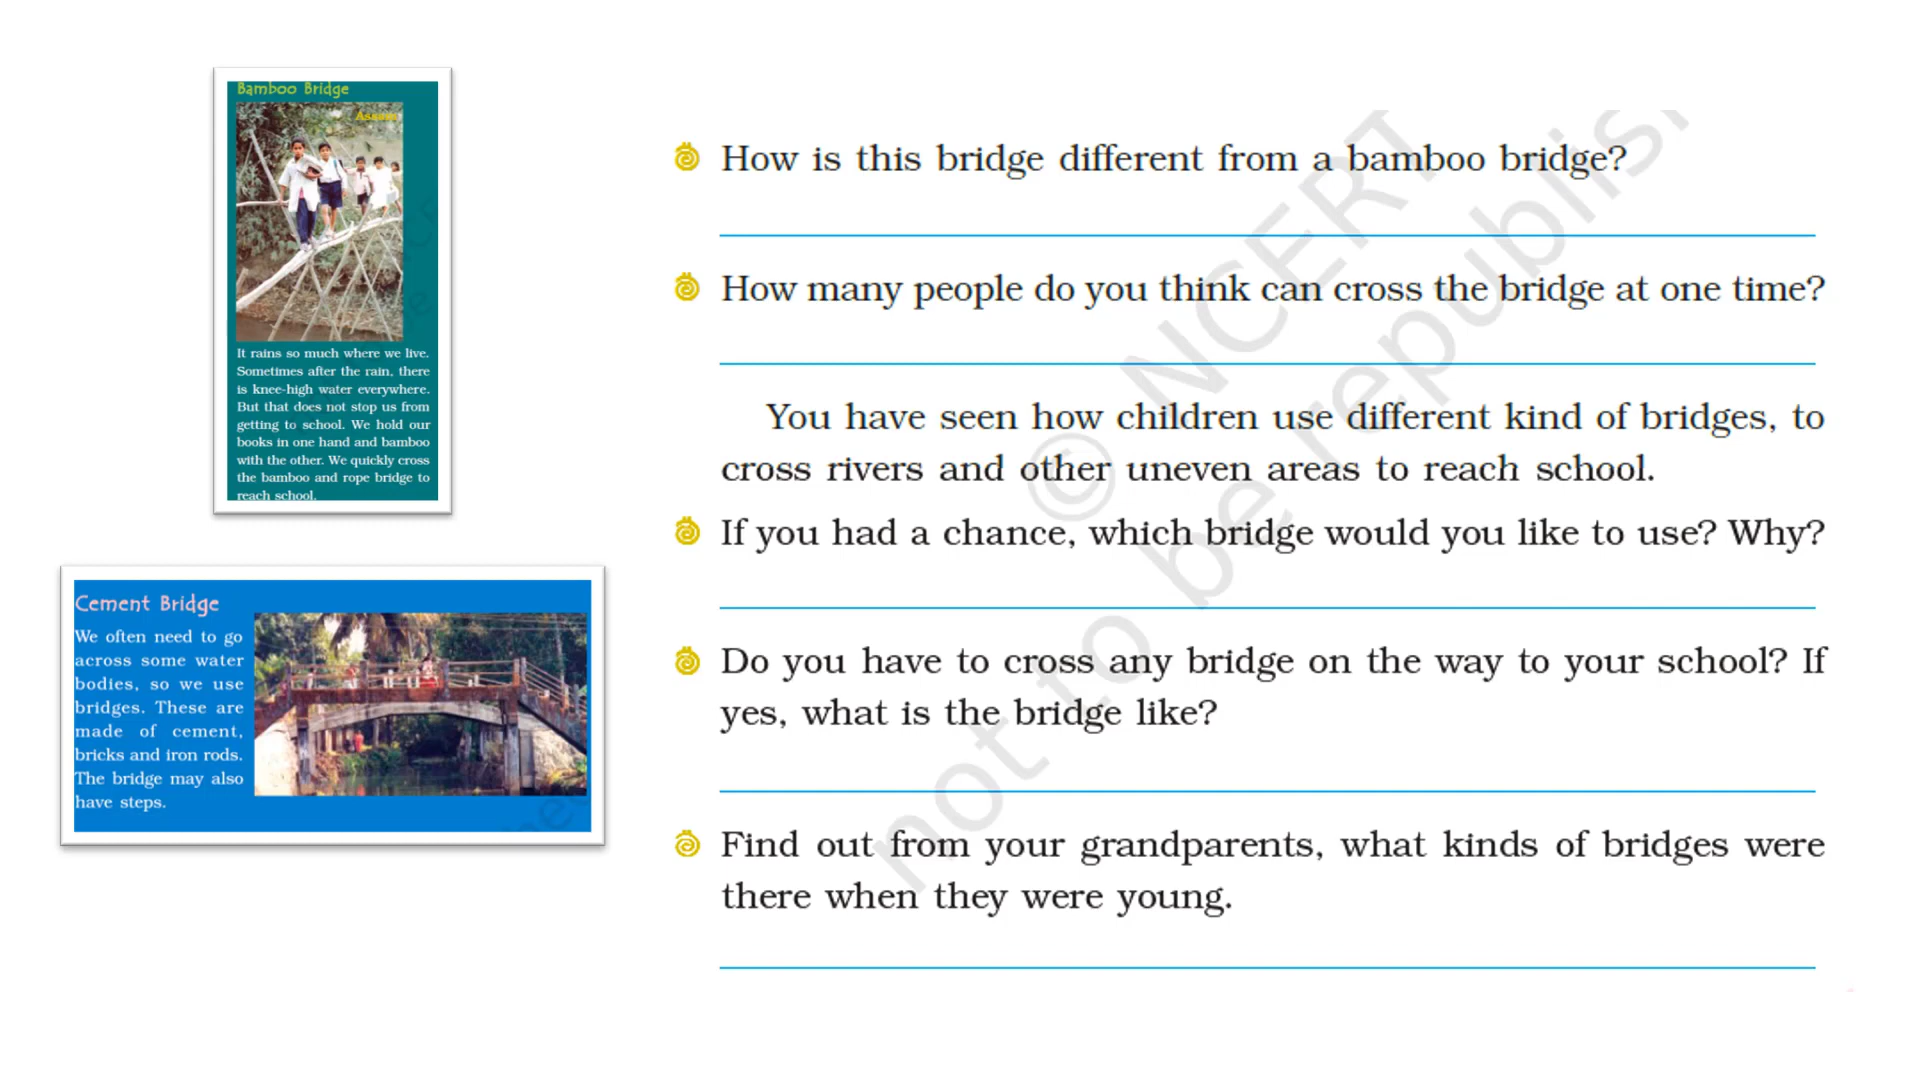 Bamboo Bridge
Assam
It rains so much where we live.
Sometimes after the rain, there
is knee-high water everywhere.
But that does not stop us from
getting to school. We hold our
books in one hand and bamboo
with the other. We quickly cross
the bamboo and rope bridge to
reach school.
Cement Bridge
We often need to go
across some water
bodies, so we use
bridges. These are
made of cement,
bricks and iron rods.
The bridge may also
have steps.
How is this bridge different from a bamboo bridge?
How many people do you think can cross the bridge at one time?
You have seen how children use different kind of bridges, to
cross rivers and other uneven areas to reach school.
If you had a chance, which bridge would you like to use? Why?
Do you have to cross any bridge on the way to your school? If
yes, what is the bridge like?
Find out from your grandparents, what kinds of bridges were
there when they were young.
© NCERT
not to be republish